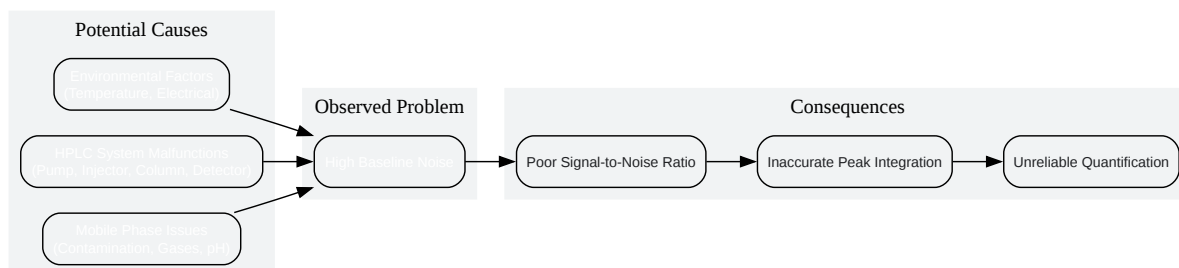 Potential Causes
Environmental Factors
(Temperature, Electrical)
HPLC System Malfunctions
(Pump, Injector, Column, Detector)
Mobile Phase Issues
(Contamination, Gases, pH)
Observed Problem
High Baseline Noise
Consequences
Poor Signal-to-Noise Ratio
Inaccurate Peak Integration
Unreliable Quantification